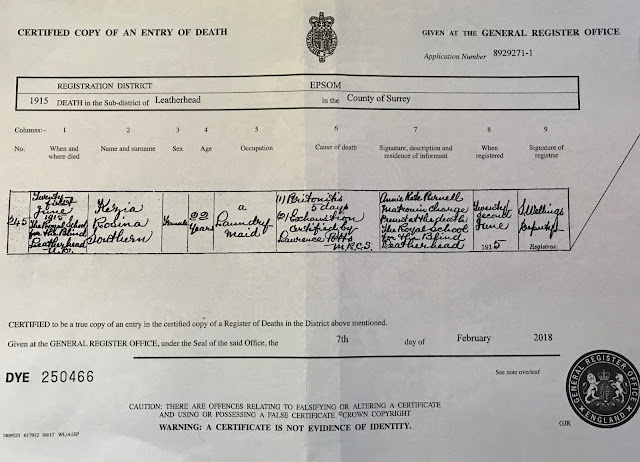 CERTIFIED COPY OF AN ENTRY OF DEATH
GIVEN AT THE GENERAL REGISTER OFFICE
Application Number 8929271-1
REGISTRATION DISTRICT EPSOM
1915 DEATH in the Sub-district of Leatherhead in the County of Surrey
Columns:- 1 2 3 4 5 6 7 8 9
No. When and where died Name and surname Sex Age Occupation Cause of death Signature, description and residence of informant When registered Signature of registrar
245
Twenty first
June
1915
The Royal School
for the Blind
Leatherhead
Kezia
Rosina
Southern
Female
22
Years
a
Laundry-
maid
(1) Peritonitis
5 days
(2) Exhaustion
Certified by
Laurence Potts
M.R.C.S.
Annie Kate Purnell
matron in charge
Present at the death
The Royal School
for the Blind
Leatherhead
Twenty
second
June
1915
Deputy
Registrar.
CERTIFIED to be a true copy of an entry in the certified copy of a Register of Deaths in the District above mentioned.
Given at the GENERAL REGISTER OFFICE, under the Seal of the said Office, the 7th day of February 2018
DYE 250466
See note overleaf
CAUTION: THERE ARE OFFENCES RELATING TO FALSIFYING OR ALTERING A CERTIFICATE
AND USING OR POSSESSING A FALSE CERTIFICATE ©CROWN COPYRIGHT
WARNING: A CERTIFICATE IS NOT EVIDENCE OF IDENTITY.
GENERAL REGISTER OFFICE
ENGLAND
GJR